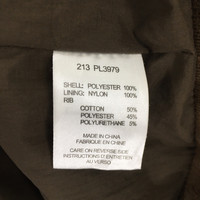 213 PL3979
SHELL: POLYESTER 100%
LINING: NYLON 100%
RIB
COTTON 50%
POLYESTER 45%
POLYURETHANE 5%
MADE IN CHINA
FABRIQUE EN CHINE
CARE ON REVERSE SIDE
INSTRUCTIONS D'ENTRETIEN
AU VERSO